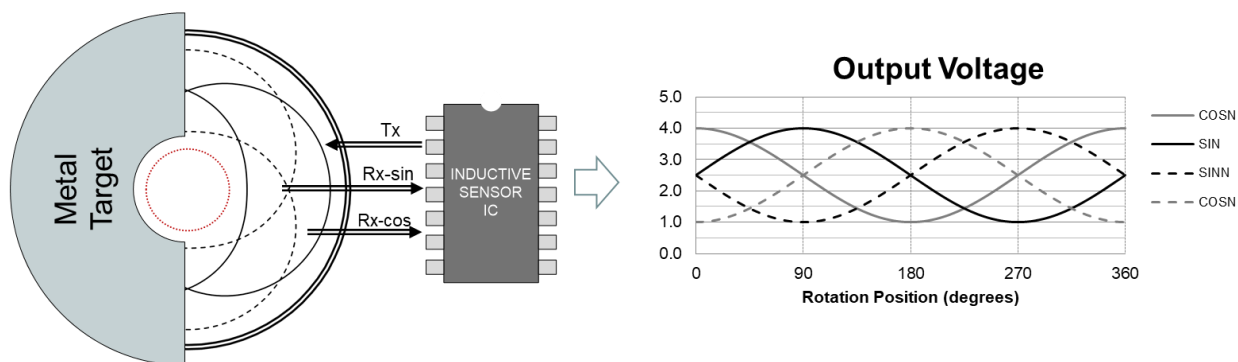 Metal
Target
Tx
Rx-sin
Rx-cos
INDUCTIVE
SENSOR
IC
Output Voltage
5.0
4.0
3.0
2.0
1.0
0.0
0 90 180 270 360
Rotation Position (degrees)
COSN
SIN
SINN
COSN